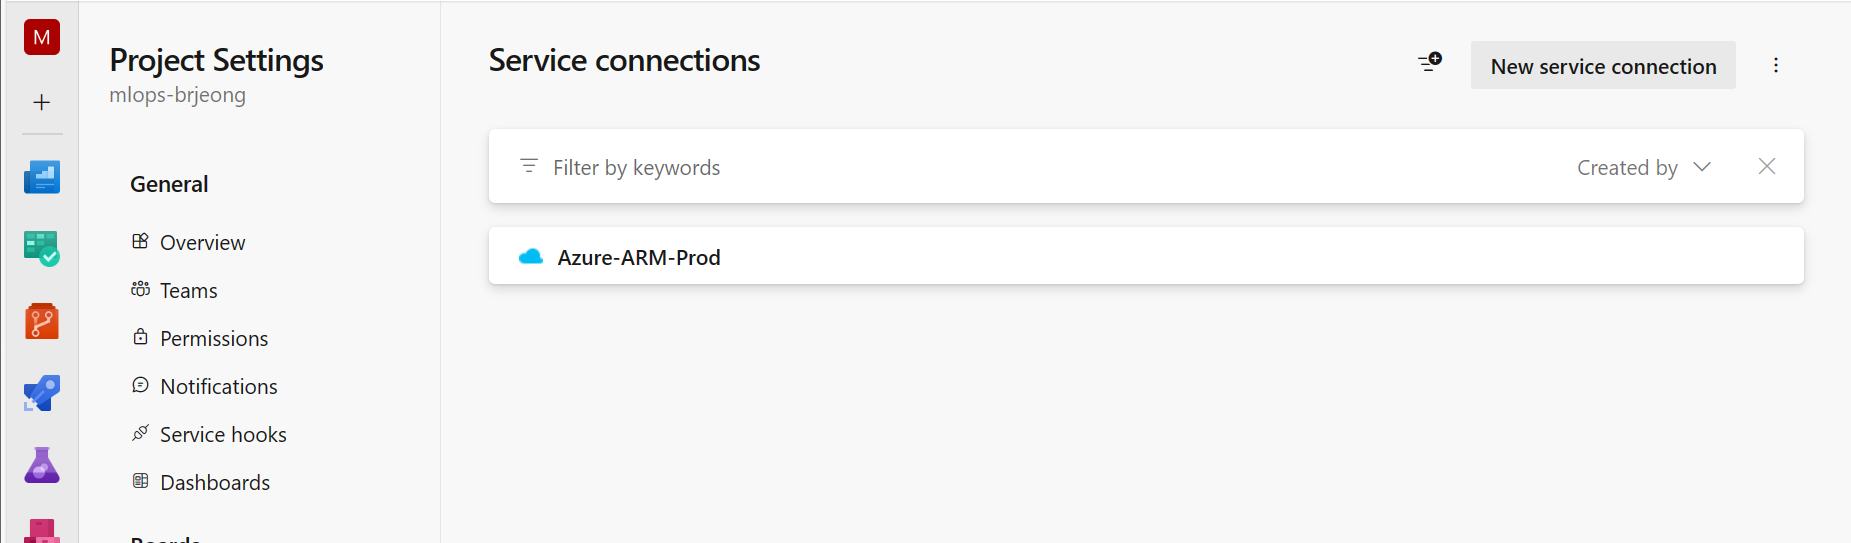 M
Project Settings
mlops-brjeong
General
Overview
Teams
Permissions
Notifications
Service hooks
Dashboards
Boards
Service connections
New service connection
Filter by keywords
Created by
Azure-ARM-Prod